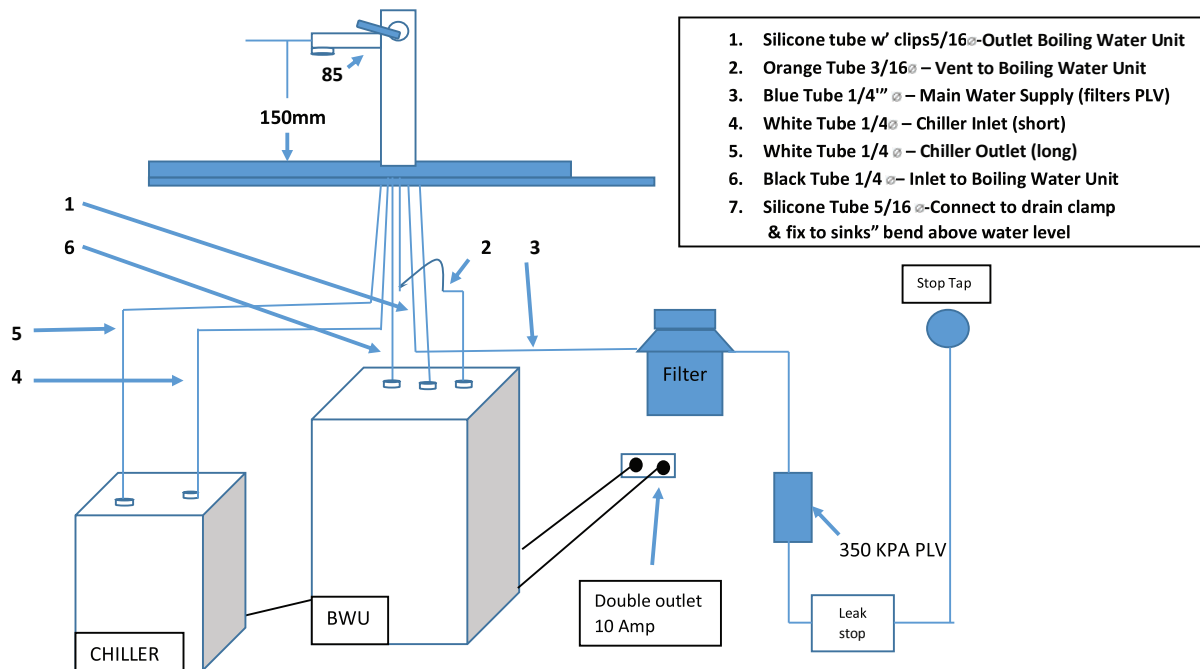 85
150mm
1. Silicone tube w’ clips5/16⌀-Outlet Boiling Water Unit
2. Orange Tube 3/16⌀ – Vent to Boiling Water Unit
3. Blue Tube 1/4'” ⌀ – Main Water Supply (filters PLV)
4. White Tube 1/4⌀ – Chiller Inlet (short)
5. White Tube 1/4 ⌀ – Chiller Outlet (long)
6. Black Tube 1/4 ⌀– Inlet to Boiling Water Unit
7. Silicone Tube 5/16 ⌀-Connect to drain clamp
& fix to sinks” bend above water level
1
6
2
3
5
4
Stop Tap
Filter
350 KPA PLV
Double outlet
10 Amp
Leak
stop
BWU
CHILLER